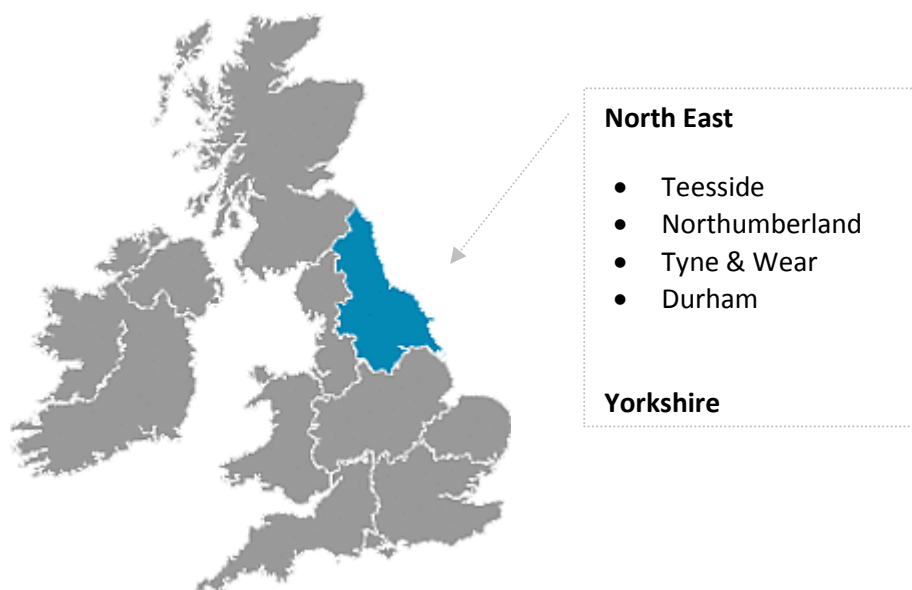 North East
• Teesside
• Northumberland
• Tyne & Wear
• Durham
Yorkshire